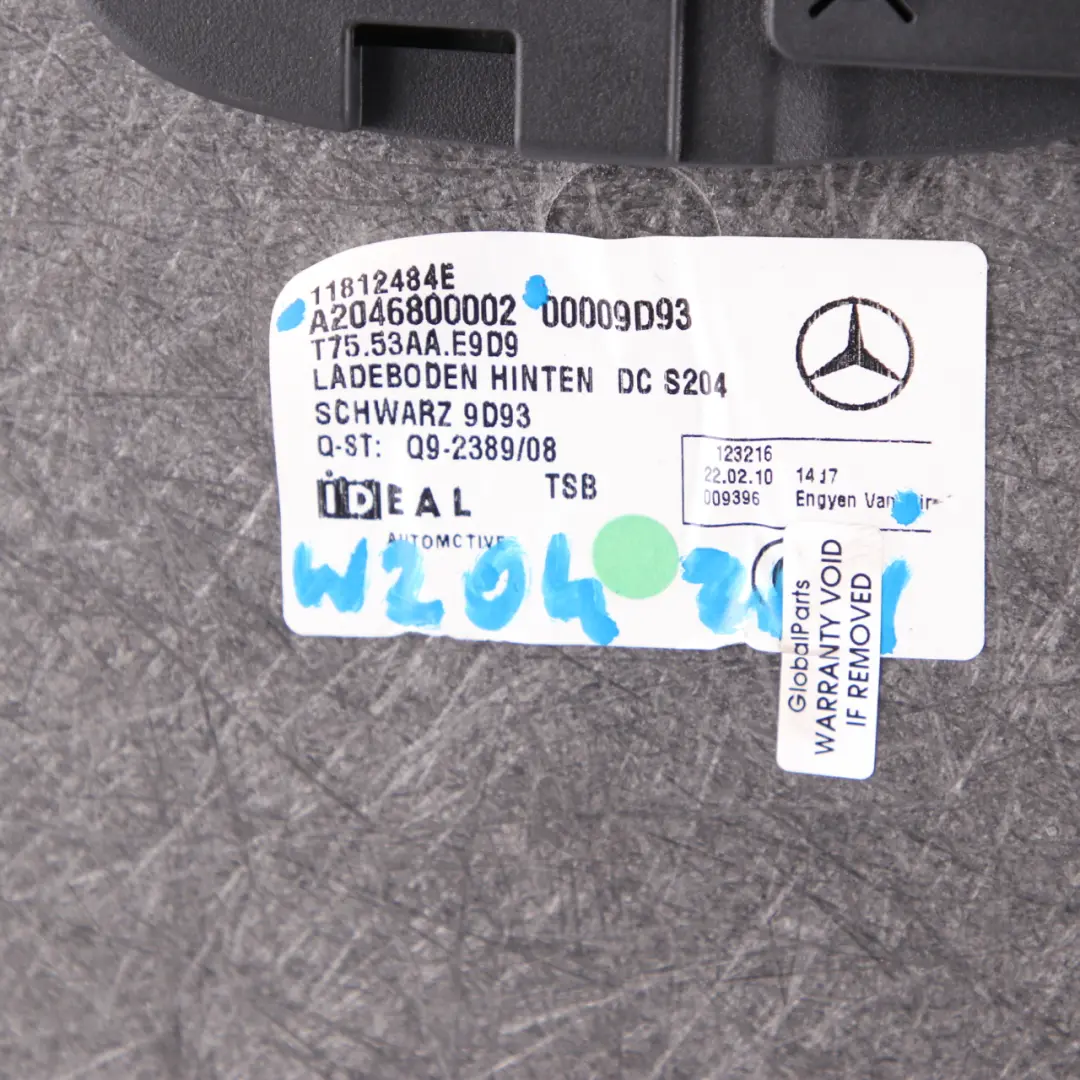 11812484E
A2046800002 00009D93
T75.53AA.E9D9
LADEBODEN HINTEN DC S204
SCHWARZ 9D93
Q-ST: Q9-2389/08
iDEAL TSB
AUTOMCTIVE
123216
22.02.10
009396 Engyen
W204
GlobalParts
WARRANTY VOID
IF REMOVED